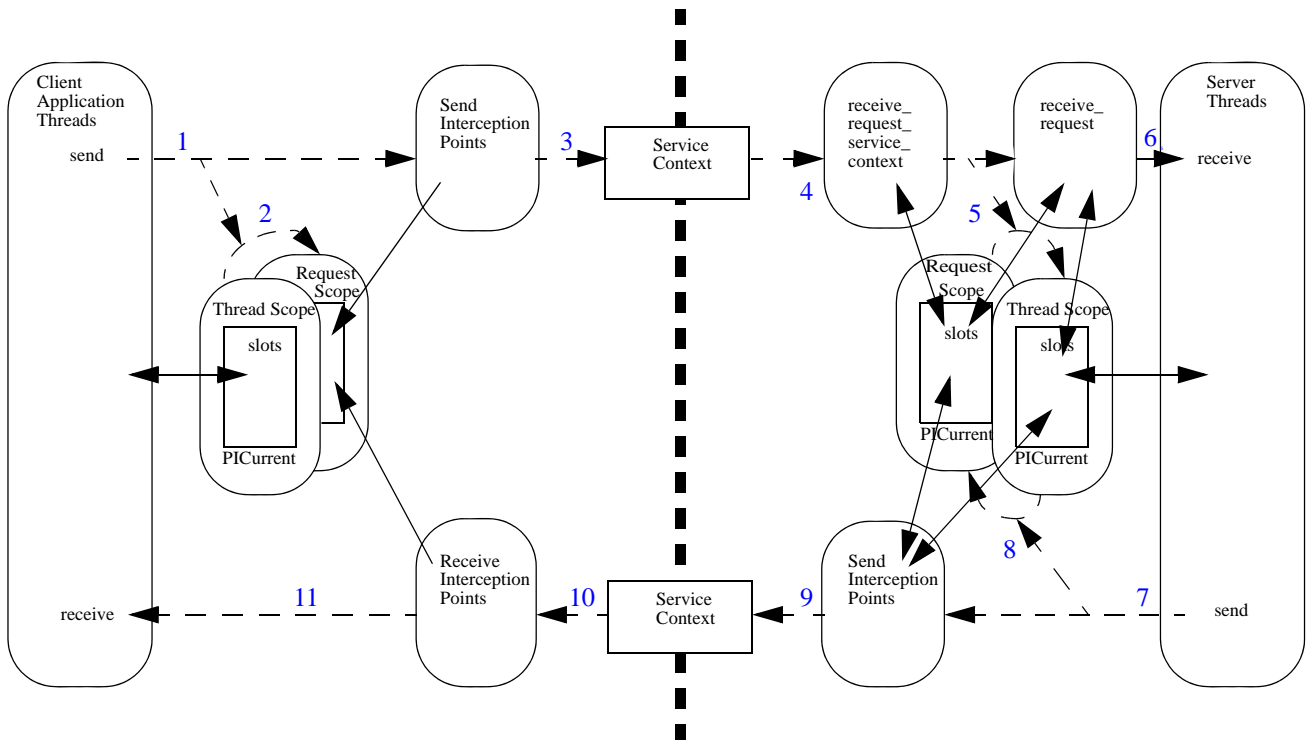 Client
Application
Threads
send
1
2
Send
Interception
Points
3
Service
Context
4
receive_
request_
service_
context
5
receive_
request
6
Server
Threads
receive
Request
Scope
Thread Scope
slots
PICurrent
Request
Scope
slots
PICurrent
Thread Scope
slots
PICurrent
Receive
Interception
Points
receive
11
10
Service
Context
9
Send
Interception
Points
8
7
send